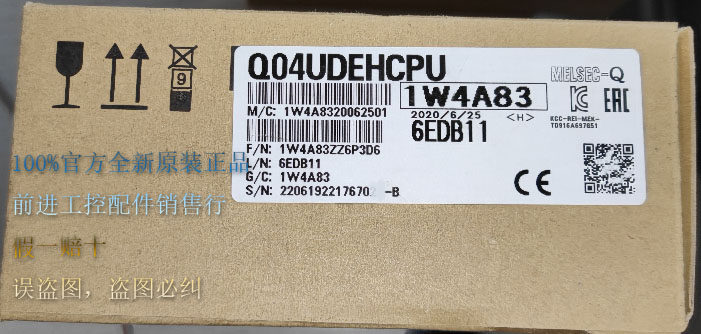 9
Q04UDEHCPU
MELSEC-Q
1W4A83
M/C: 1W4A8320062501
2020/6/25
<H>
6EDB11
KCC-REI-MEK-
TD916A697651
F/N: 1W4A83ZZ6P3D6
L/N: 6EDB11
G/C: 1W4A83
S/N: 2206192217670 -B
CE
EAC
100%官方全新原装正品
前进工控配件销售行
假一赔十
误盗图，盗图必纠